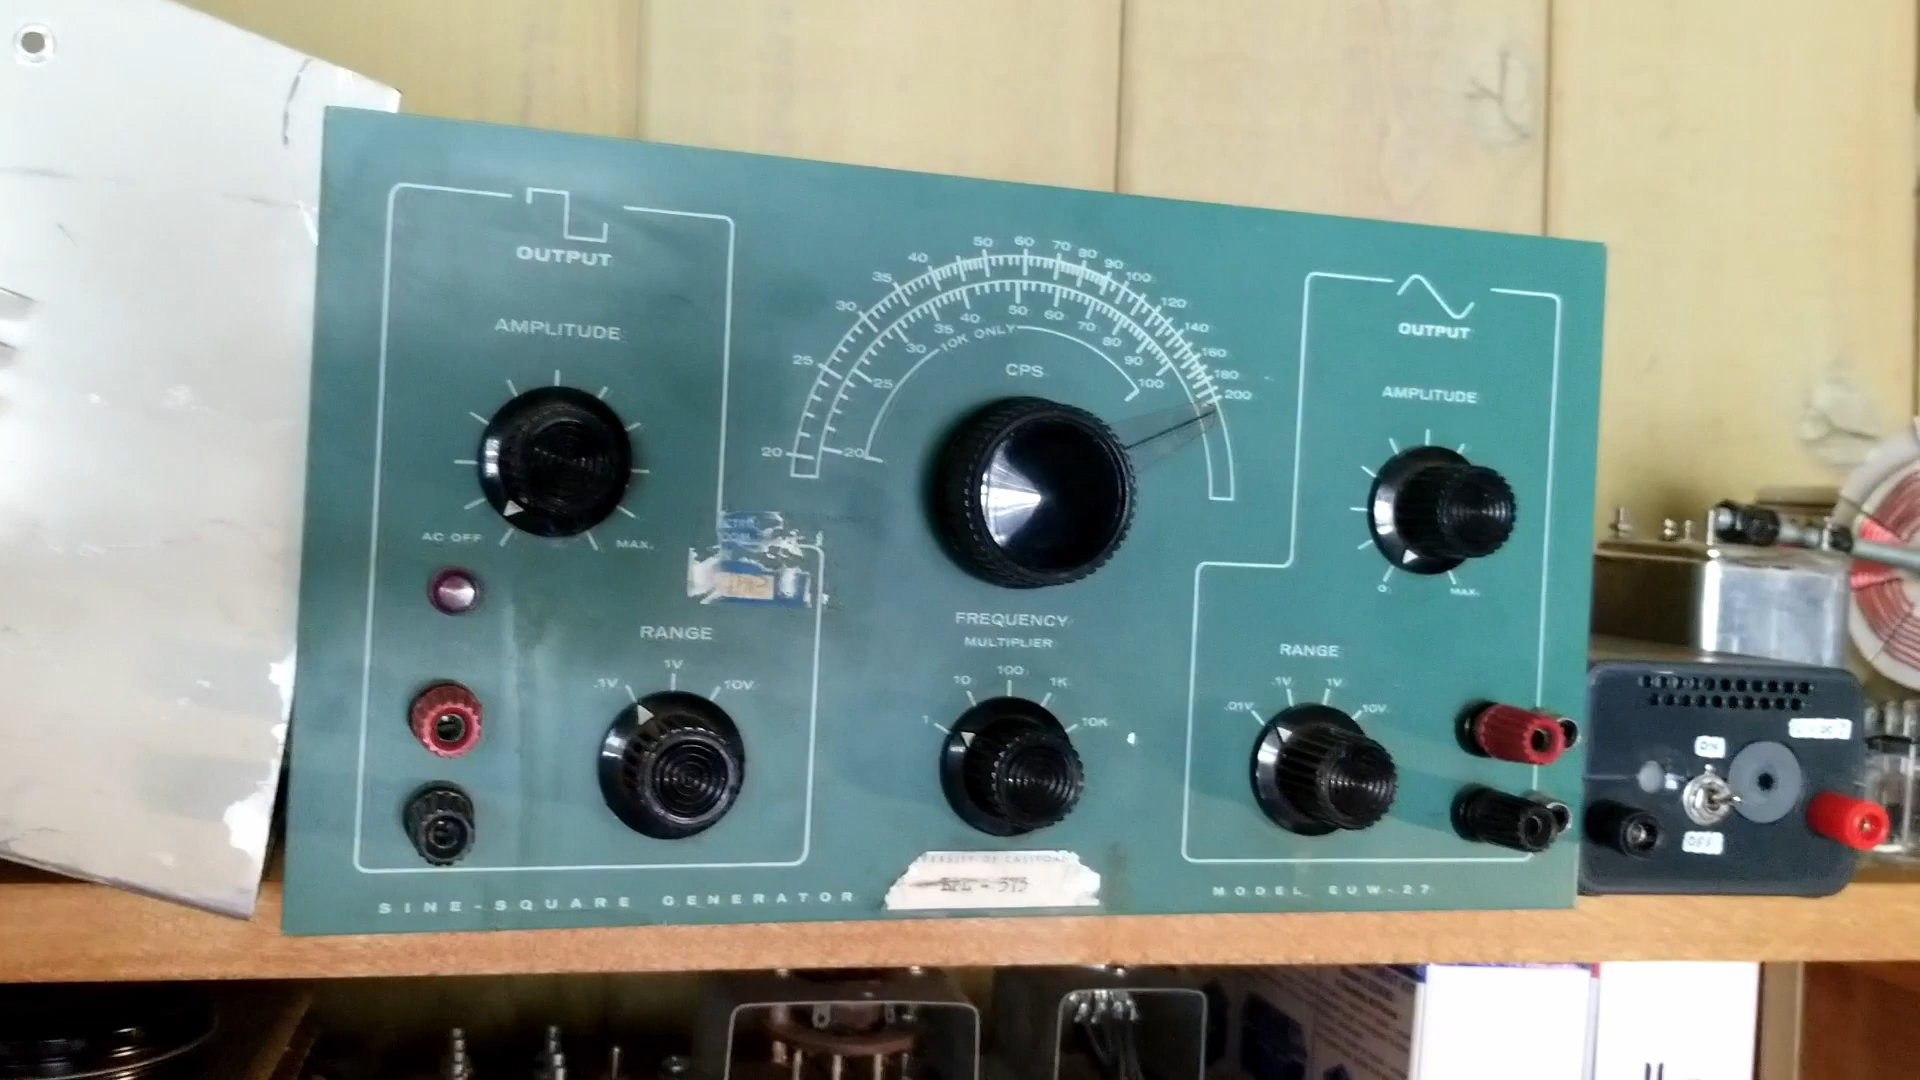 OUTPUT
AMPLITUDE
AC OFF
MAX.
RANGE
.1V
1V
10V
20
25
30
35
40
50
60
70
80
90
100
120
140
160
180
200
20
25
30
35
40
50
60
70
80
90
100
10K ONLY
CPS
FREQUENCY
MULTIPLIER
1
10
100
1K
10K
OUTPUT
AMPLITUDE
0
MAX.
RANGE
.01V
.1V
1V
10V
SINE-SQUARE GENERATOR
MODEL EUW-27
ON
OFF